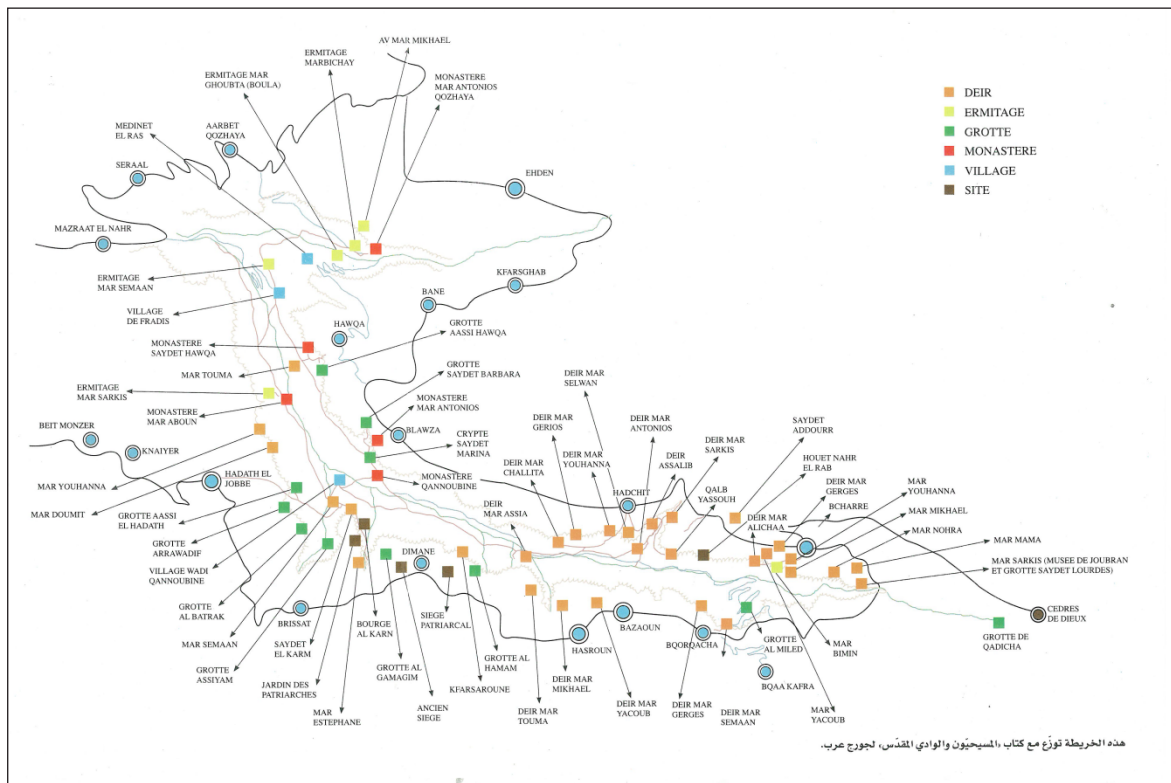 AV MAR MIKHAEL
ERMITAGE
MARBICHAY
ERMITAGE MAR
GHOUBTA (BOULA)
MONASTERE
MAR ANTONIOS
QOZHAYA
MEDINET
EL RAS
AARBET
QOZHAYA
SERAAL
EHDEN
DEIR
ERMITAGE
GROTTE
MONASTERE
VILLAGE
SITE
MAZRAAT EL NAHR
ERMITAGE
MAR SEMAAN
KFARSGHAB
BANE
VILLAGE
DE FRADIS
HAWQA
GROTTE
AASSI HAWQA
MONASTERE
SAYDET HAWQA
MAR TOUMA
GROTTE
SAYDET BARBARA
DEIR MAR
SELWAN
ERMITAGE
MAR SARKIS
MONASTERE
MAR ABOUN
MONASTERE
MAR ANTONIOS
DEIR MAR
GERIOS
DEIR MAR
ANTONIOS
SAYDET
ADDOURR
BEIT MONZER
KNAIYER
BLAWZA
CRYPTE
SAYDET
MARINA
DEIR MAR
CHALLITA
DEIR MAR
YOUHANNA
DEIR
ASSALIB
DEIR MAR
SARKIS
HOUET NAHR
EL RAB
DEIR MAR
GERGES
MAR
YOUHANNA
HADATH EL
JOBBE
MONASTERE
QANNOUBINE
HADCHIT
QALB
YASSOUH
MAR YOUHANNA
MAR DOUMIT
GROTTE AASSI
EL HADATH
DEIR
MAR ASSIA
DEIR MAR
ALICHAA
BCHARRE
MAR MIKHAEL
MAR NOHRA
MAR MAMA
GROTTE
ARRAWADIF
VILLAGE WADI
QANNOUBINE
DIMANE
MAR SARKIS (MUSEE DE JOUBRAN
ET GROTTE SAYDET LOURDES)
GROTTE
AL BATRAK
BRISSAT
BOURGE
AL KARN
SIEGE
PATRIARCAL
HASROUN
BAZAOUN
BQORQACHA
GROTTE
AL MILED
CEDRES
DE DIEUX
GROTTE DE
QADICHA
MAR SEMAAN
SAYDET
EL KARM
GROTTE AL
GAMAGIM
GROTTE AL
HAMAM
MAR
BIMIN
BQAA KAFRA
GROTTE
ASSIYAM
JARDIN DES
PATRIARCHES
KFARSAROUNE
DEIR MAR
MIKHAEL
MAR
ESTEPHANE
ANCIEN
SIEGE
DEIR MAR
TOUMA
DEIR MAR
YACOUB
DEIR MAR
GERGES
DEIR MAR
SEMAAN
MAR
YACOUB
هذه الخريطة توزّع مع كتاب «المسيحيّون والوادي المقدّس»، لجورج عرب.